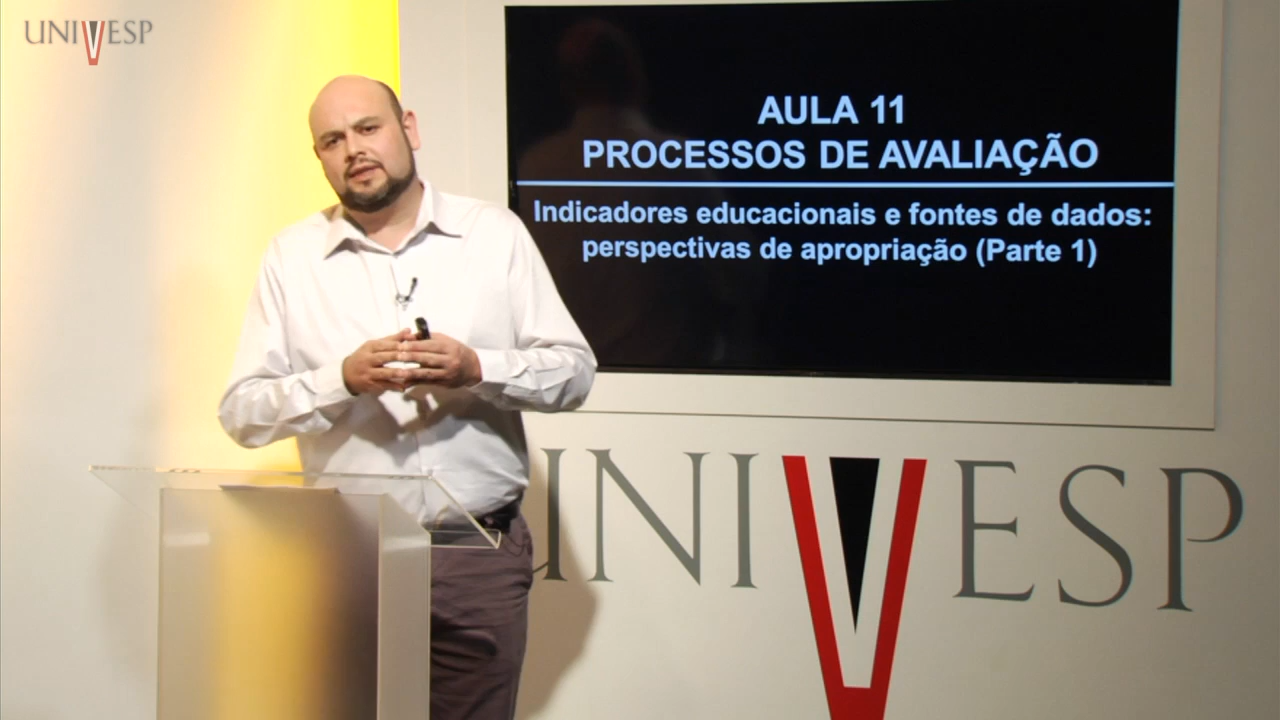 UNIVESP
AULA 11
PROCESSOS DE AVALIAÇÃO
Indicadores educacionais e fontes de dados:
perspectivas de apropriação (Parte 1)
UNIVESP